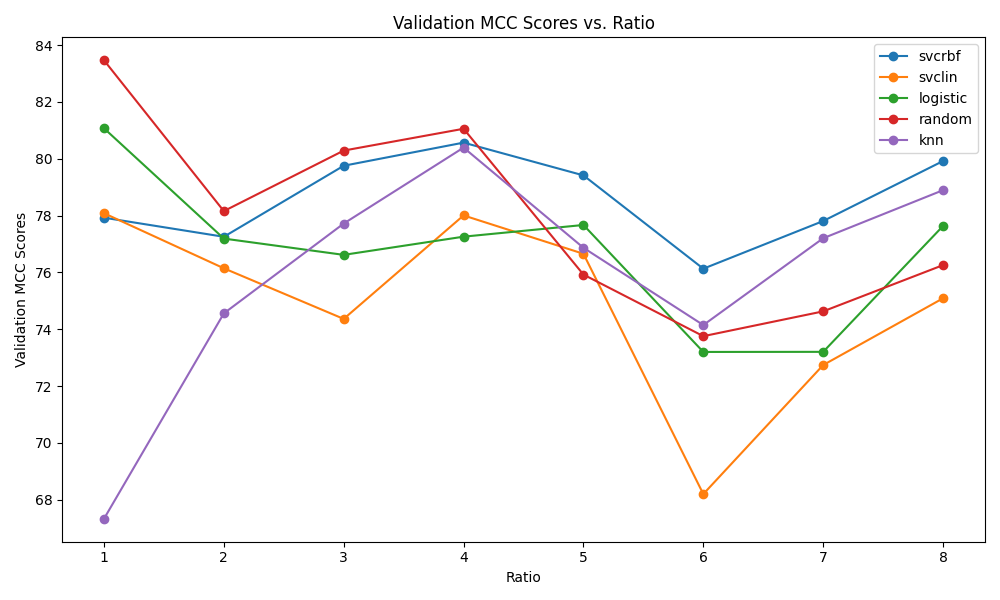 Validation MCC Scores vs. Ratio
84
82
80
78
76
74
72
70
68
Validation MCC Scores
svcrbf
svclin
logistic
random
knn
1 2 3 4 5 6 7 8
Ratio